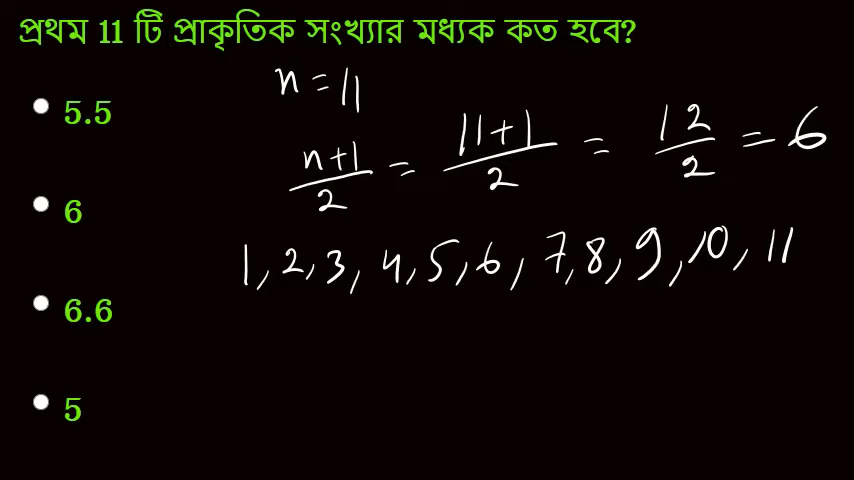 প্রথম 11 টি প্রাকৃতিক সংখ্যার মধ্যক কত হবে?
n = 11
5.5
n+1/2 = 11+1/2 = 12/2 = 6
6
1, 2, 3, 4, 5, 6, 7, 8, 9, 10, 11
6.6
5